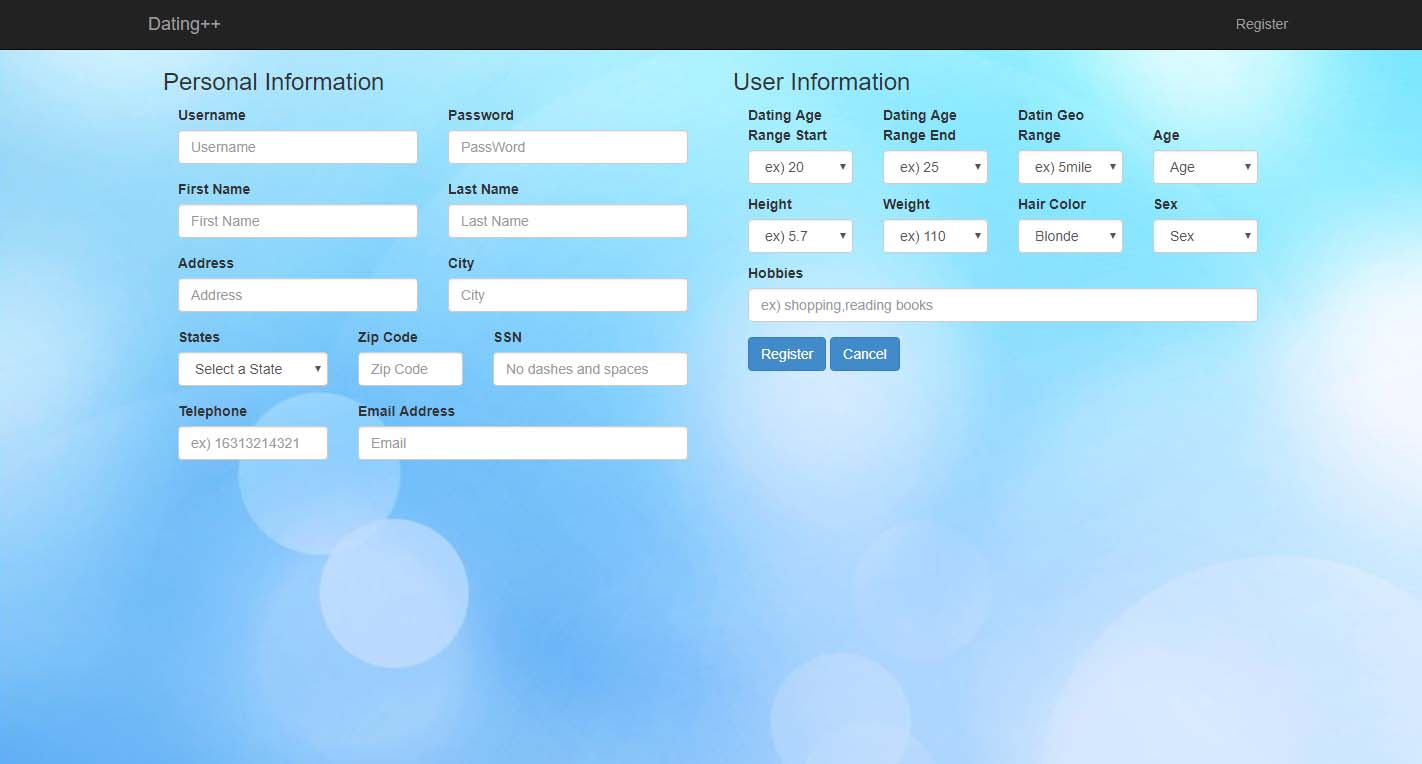 Dating++ Register
Personal Information
Username Password
Username PassWord
First Name Last Name
First Name Last Name
Address City
Address City
States Zip Code SSN
Select a State Zip Code No dashes and spaces
Telephone Email Address
ex) 16313214321 Email
User Information
Dating Age Range Start Dating Age Range End Datin Geo Range Age
ex) 20 ex) 25 ex) 5mile Age
Height Weight Hair Color Sex
ex) 5.7 ex) 110 Blonde Sex
Hobbies
ex) shopping,reading books
Register Cancel